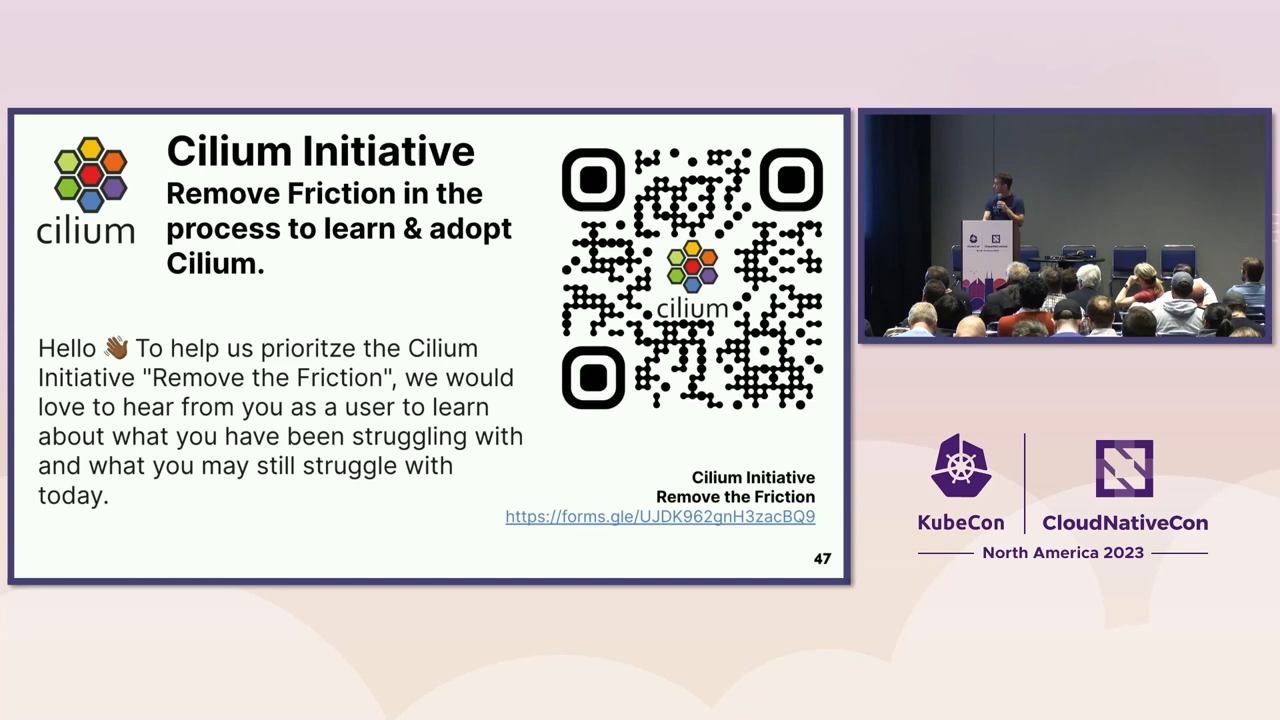 cilium
Cilium Initiative
Remove Friction in the
process to learn & adopt
Cilium.
Hello 👋🏾 To help us prioritze the Cilium
Initiative "Remove the Friction", we would
love to hear from you as a user to learn
about what you have been struggling with
and what you may still struggle with
today.
cilium
Cilium Initiative
Remove the Friction
https://forms.gle/UJDK962gnH3zacBQ9
47
KubeCon
CloudNativeCon
North America 2023